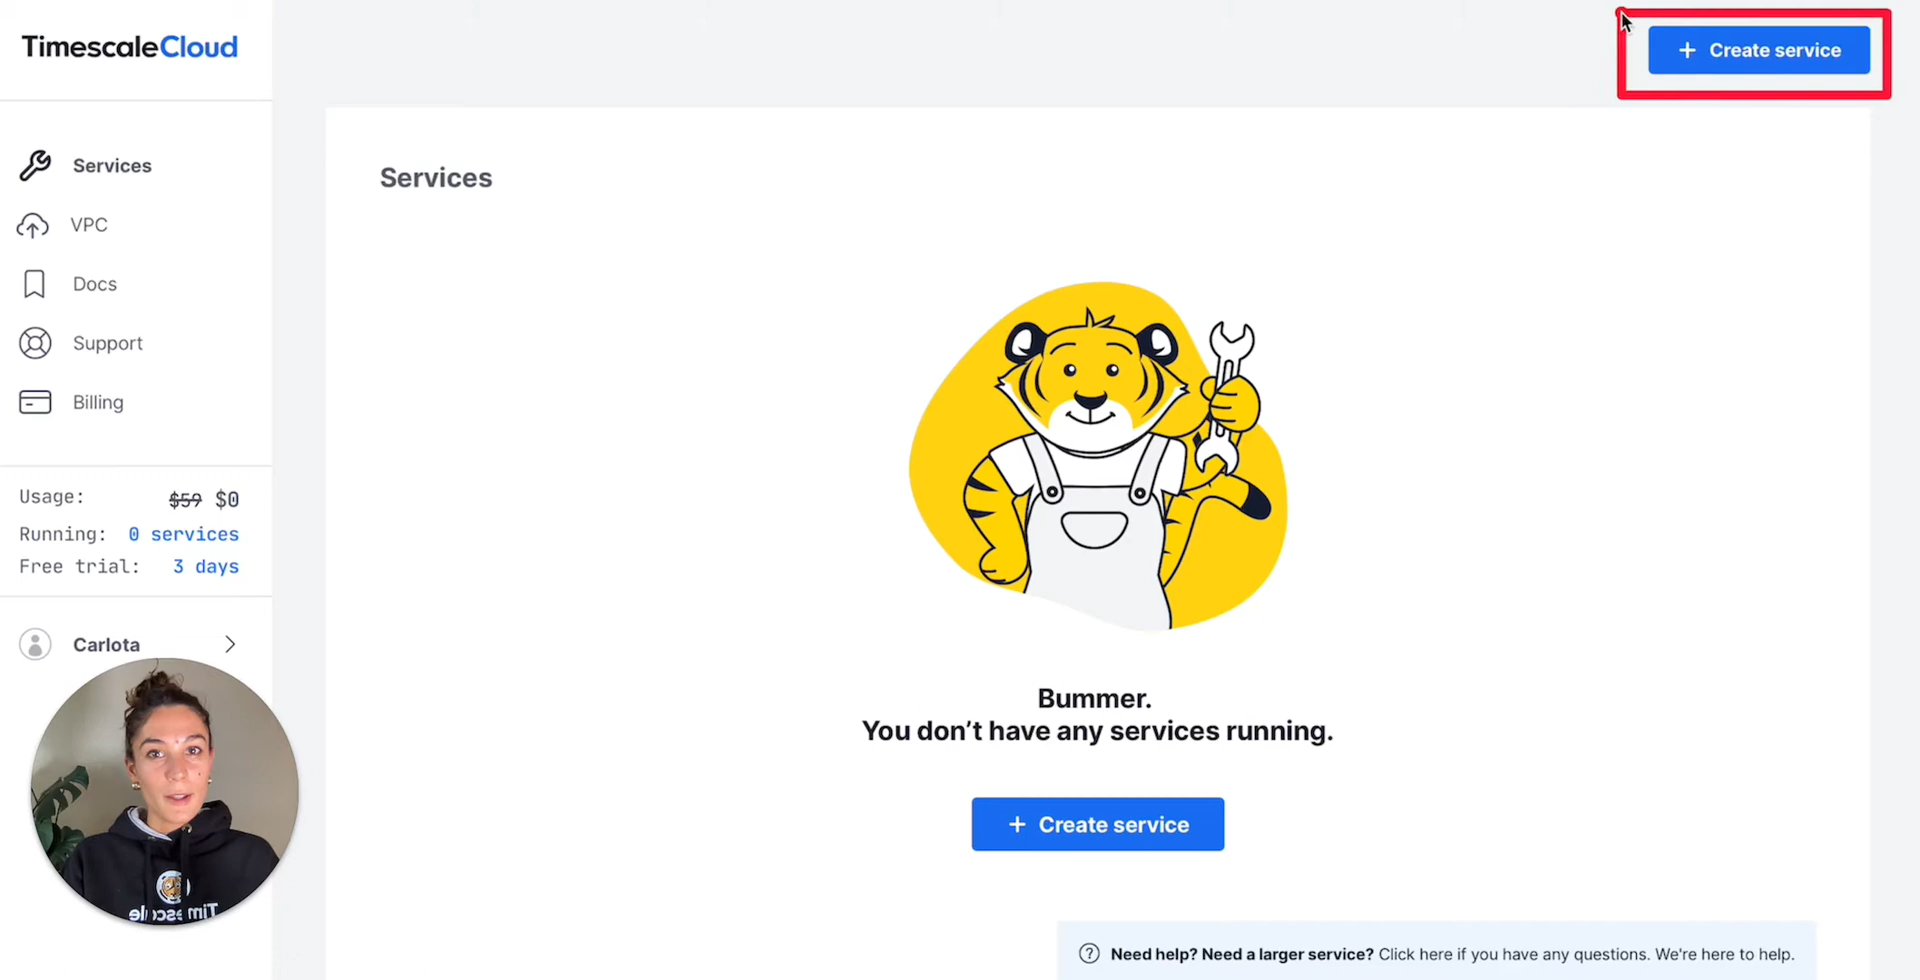 TimescaleCloud
+ Create service
Services
VPC
Docs
Support
Billing
Usage: $59 $0
Running: 0 services
Free trial: 3 days
Carlota
Services
Bummer.
You don't have any services running.
+ Create service
Need help? Need a larger service? Click here if you have any questions. We're here to help.
Timescale